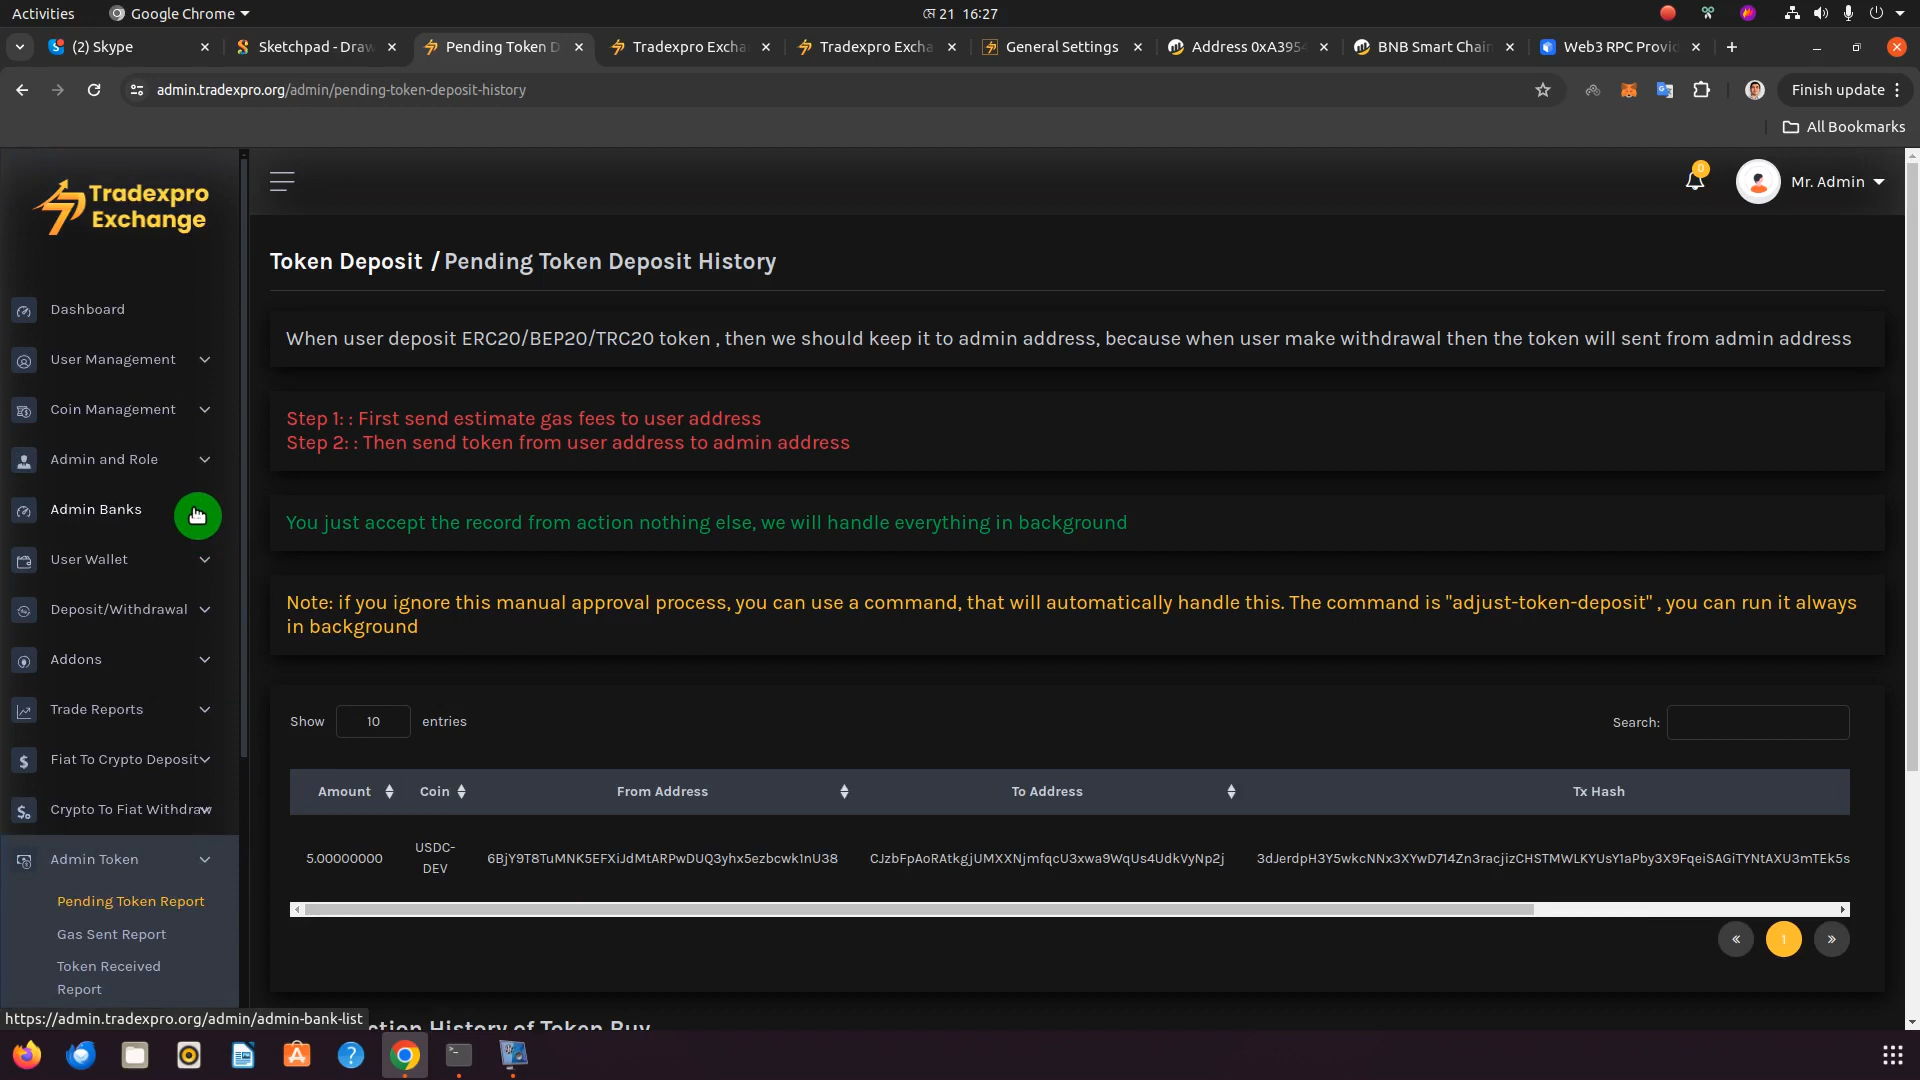 Activities
Google Chrome
মে 21 16:27
(2) Skype
Sketchpad - Draw
Pending Token D
Tradexpro Excha
Tradexpro Excha
General Settings
Address 0xA3954
BNB Smart Chain
Web3 RPC Provid
admin.tradexpro.org/admin/pending-token-deposit-history
Finish update
All Bookmarks
Tradexpro
Exchange
0
Mr. Admin
Token Deposit / Pending Token Deposit History
Dashboard
User Management
Coin Management
Admin and Role
Admin Banks
User Wallet
Deposit/Withdrawal
Addons
Trade Reports
Fiat To Crypto Deposit
Crypto To Fiat Withdraw
Admin Token
Pending Token Report
Gas Sent Report
Token Received
Report
When user deposit ERC20/BEP20/TRC20 token , then we should keep it to admin address, because when user make withdrawal then the token will sent from admin address
Step 1: : First send estimate gas fees to user address
Step 2: : Then send token from user address to admin address
You just accept the record from action nothing else, we will handle everything in background
Note: if you ignore this manual approval process, you can use a command, that will automatically handle this. The command is "adjust-token-deposit" , you can run it always
in background
Show 10 entries
Search:
Amount Coin From Address To Address Tx Hash
5.00000000 USDC-DEV 6BjY9T8TuMNK5EFXiJdMtARPwDUQ3yhx5ezbcwk1nU38 CJzbFpAoRAtkgjUMXXNjmfqcU3xwa9WqUs4UdkVyNp2j 3dJerdpH3Y5wkcNNx3XYwD714Zn3racjizCHSTMWLKYUsY1aPby3X9FqeiSAGiTYNtAXU3mTEk5s
« 1 »
https://admin.tradexpro.org/admin/admin-bank-list
ction History of Token Buy